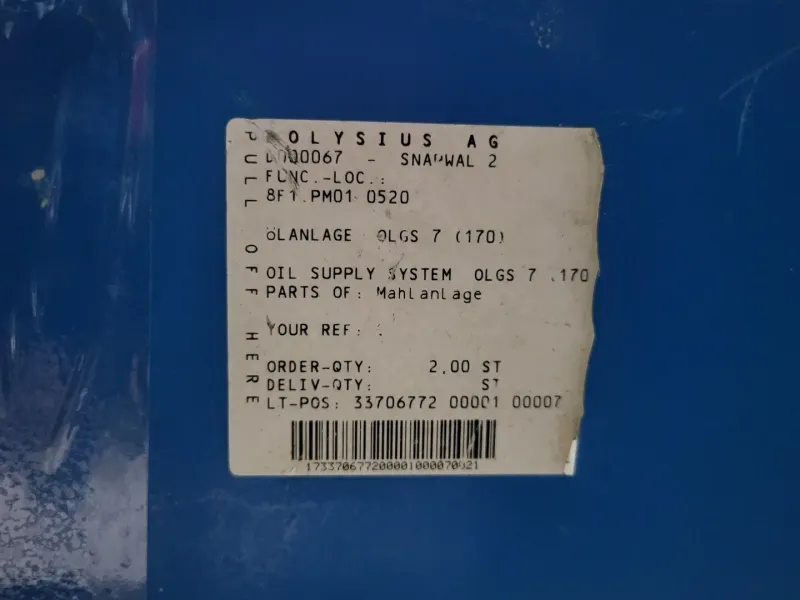 PULL OFF HERE
OLYSIUS AG
- SNAPWAL 2
FUNC.-LOC.:
8F1.PM01 0520
ÖLANLAGE OLGS 7 (170)
OIL SUPPLY SYSTEM OLGS 7 .170
PARTS OF: Mahlanlage
YOUR REF:
ORDER-QTY: 2,00 ST
DELIV-QTY: ST
LT-POS: 33706772 00001 00007
173370677200001000070021